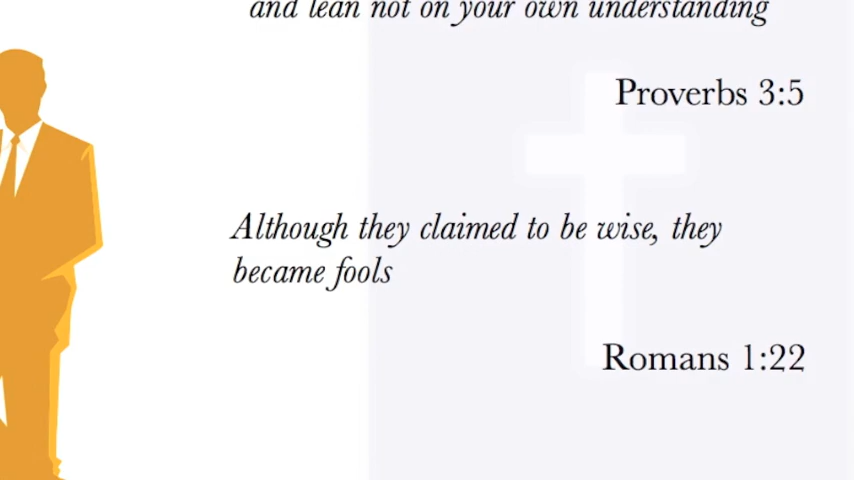 and lean not on your own understanding
Proverbs 3:5
Although they claimed to be wise, they
became fools
Romans 1:22